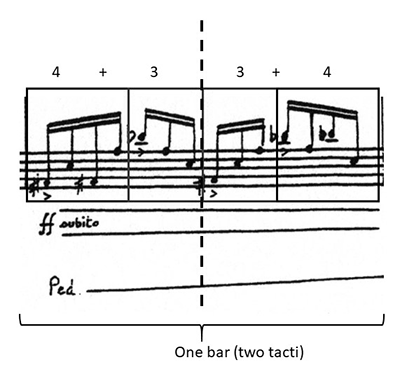 4 + 3 3 + 4
ff subito
Ped.
One bar (two tacti)